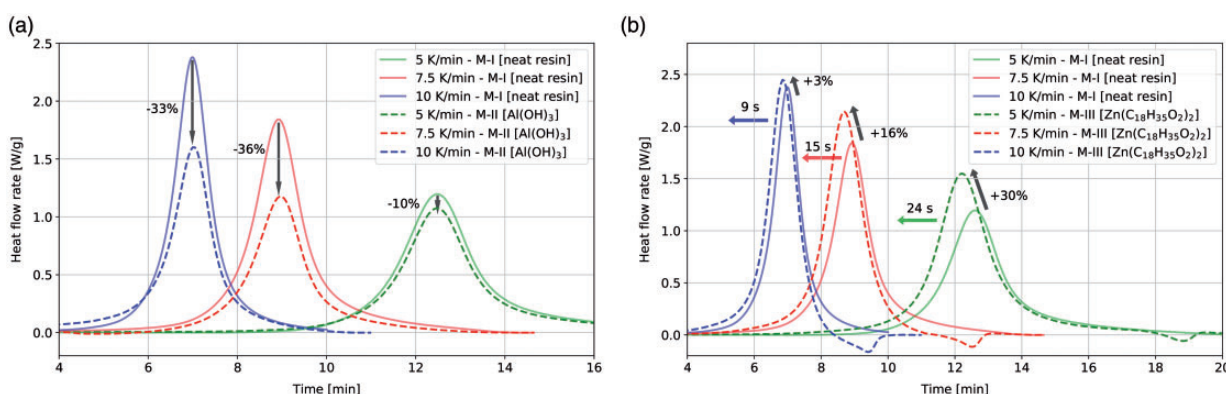 (a)
2.5
2.0
1.5
1.0
0.5
0.0
Heat flow rate [W/g]
4
6
8
10
12
14
16
Time [min]
-33%
-36%
-10%
5 K/min - M-I [neat resin]
7.5 K/min - M-I [neat resin]
10 K/min - M-I [neat resin]
5 K/min - M-II [Al(OH)3]
7.5 K/min - M-II [Al(OH)3]
10 K/min - M-II [Al(OH)3]
(b)
2.5
2.0
1.5
1.0
0.5
0.0
Heat flow rate [W/g]
4
6
8
10
12
14
16
18
20
Time [min]
9 s
+3%
15 s
+16%
24 s
+30%
5 K/min - M-I [neat resin]
7.5 K/min - M-I [neat resin]
10 K/min - M-I [neat resin]
5 K/min - M-III [Zn(C18H35O2)2]
7.5 K/min - M-III [Zn(C18H35O2)2]
10 K/min - M-III [Zn(C18H35O2)2]